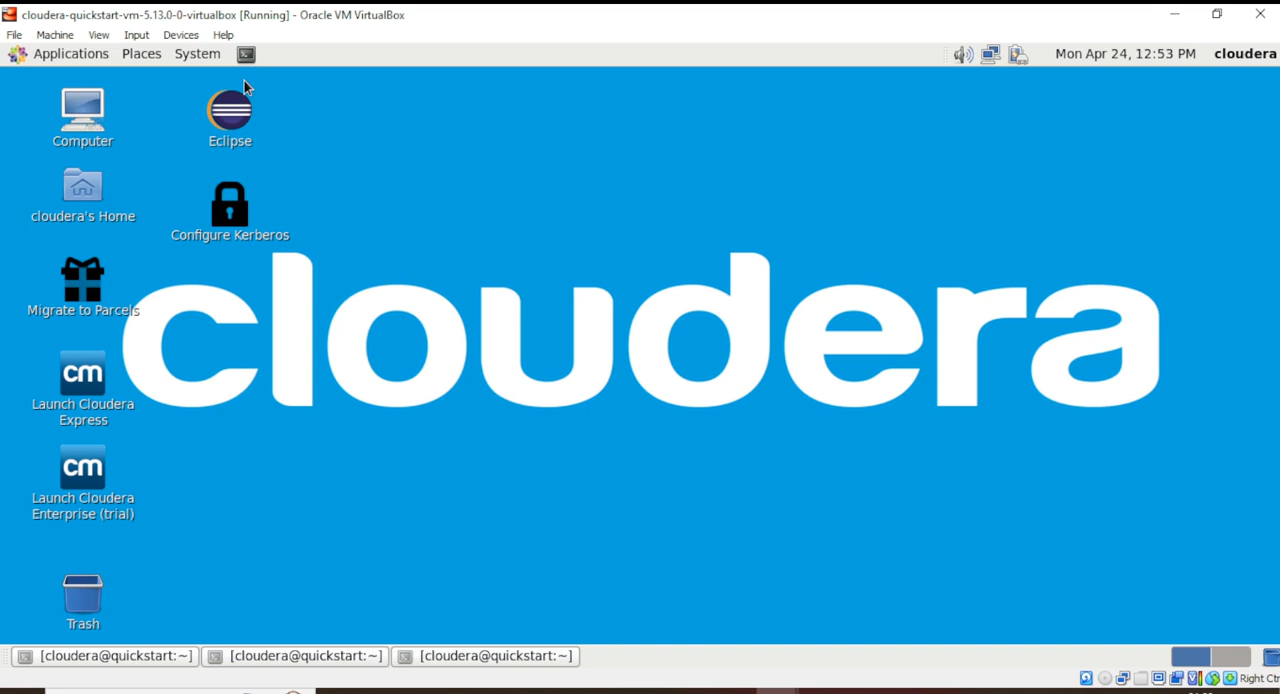 cloudera-quickstart-vm-5.13.0-0-virtualbox [Running] - Oracle VM VirtualBox
File Machine View Input Devices Help
Applications Places System Mon Apr 24, 12:53 PM cloudera
Computer
Eclipse
cloudera's Home
Configure Kerberos
Migrate to Parcels
cloudera
cm
Launch Cloudera
Express
cm
Launch Cloudera
Enterprise (trial)
Trash
[cloudera@quickstart:~] [cloudera@quickstart:~] [cloudera@quickstart:~]
Right Ctr